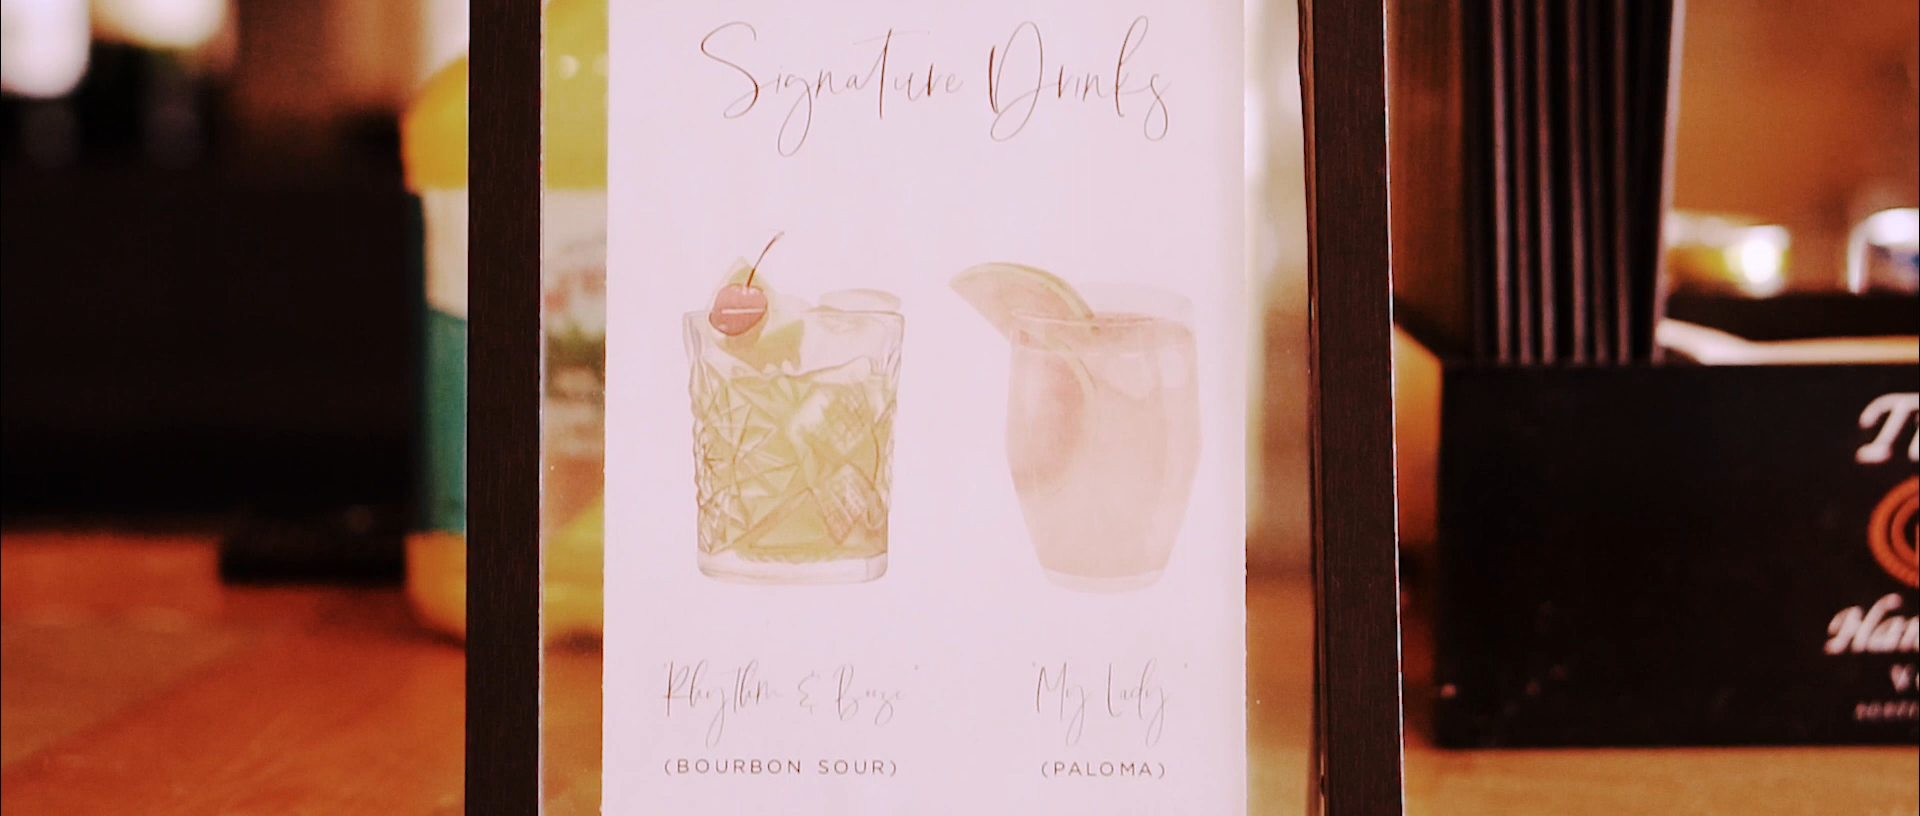 Signature Drinks
"Rhythm & Booze"
"My Lady"
(BOURBON SOUR)
(PALOMA)